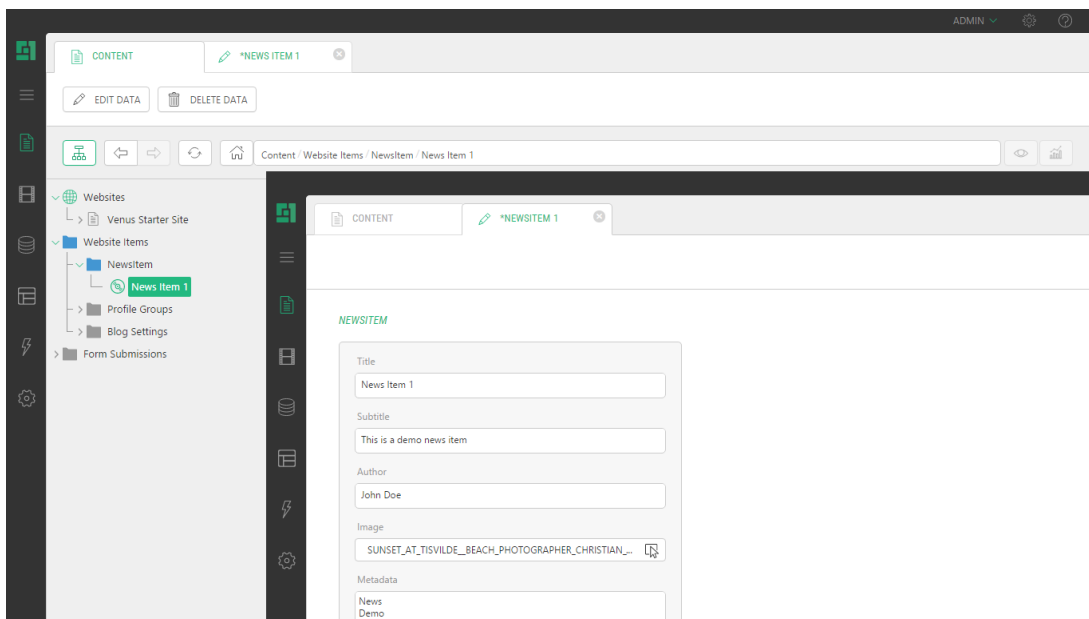 ADMIN
CONTENT
*NEWS ITEM 1
EDIT DATA
DELETE DATA
Content / Website Items / NewsItem / News Item 1
Websites
Venus Starter Site
Website Items
NewsItem
News Item 1
Profile Groups
Blog Settings
Form Submissions
CONTENT
*NEWSITEM 1
NEWSITEM
Title
News Item 1
Subtitle
This is a demo news item
Author
John Doe
Image
SUNSET_AT_TISVILDE__BEACH_PHOTOGRAPHER_CHRISTIAN_...
Metadata
News
Demo